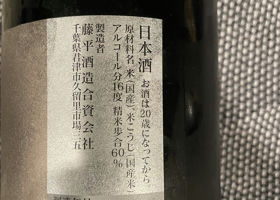 日本酒 お酒は20歳になってから
原材料名 米(国産)米こうじ(国産米)
アルコール分16度 精米歩合60%
製造者
藤平酒造合資会社
千葉県君津市久留里市場一三五